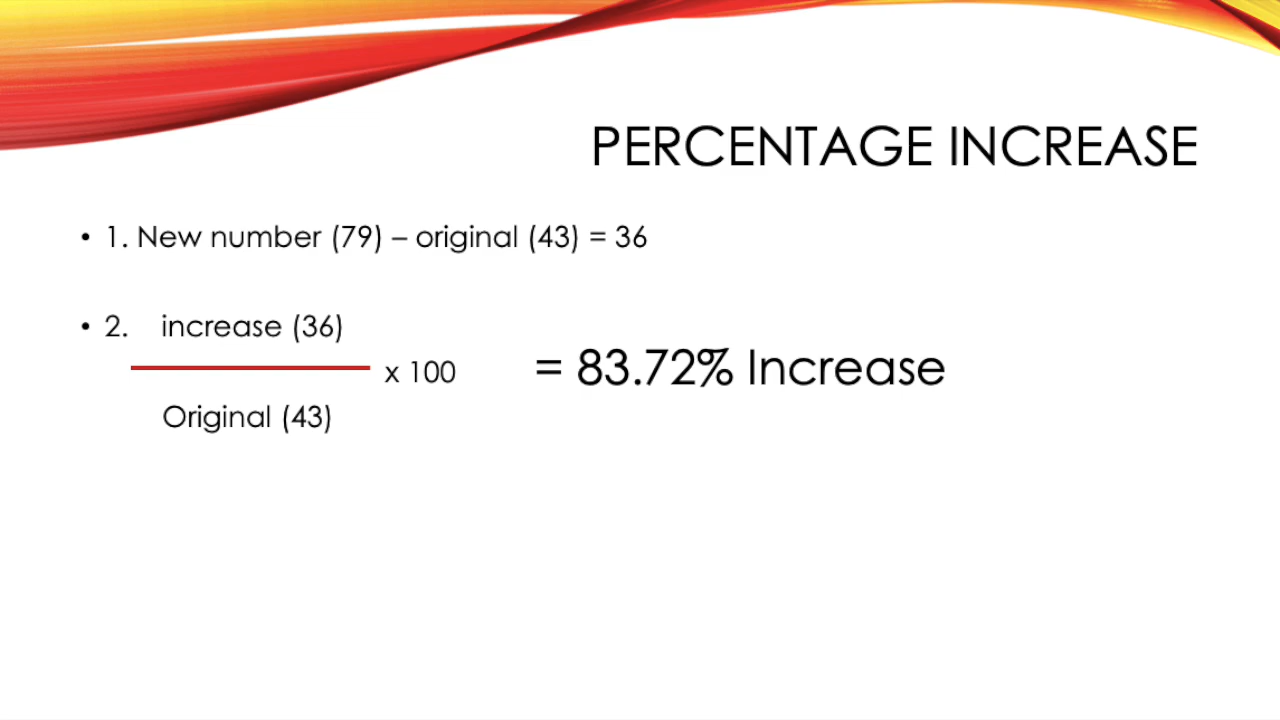 PERCENTAGE INCREASE
• 1. New number (79) – original (43) = 36
• 2. increase (36)
x 100 = 83.72% Increase
Original (43)